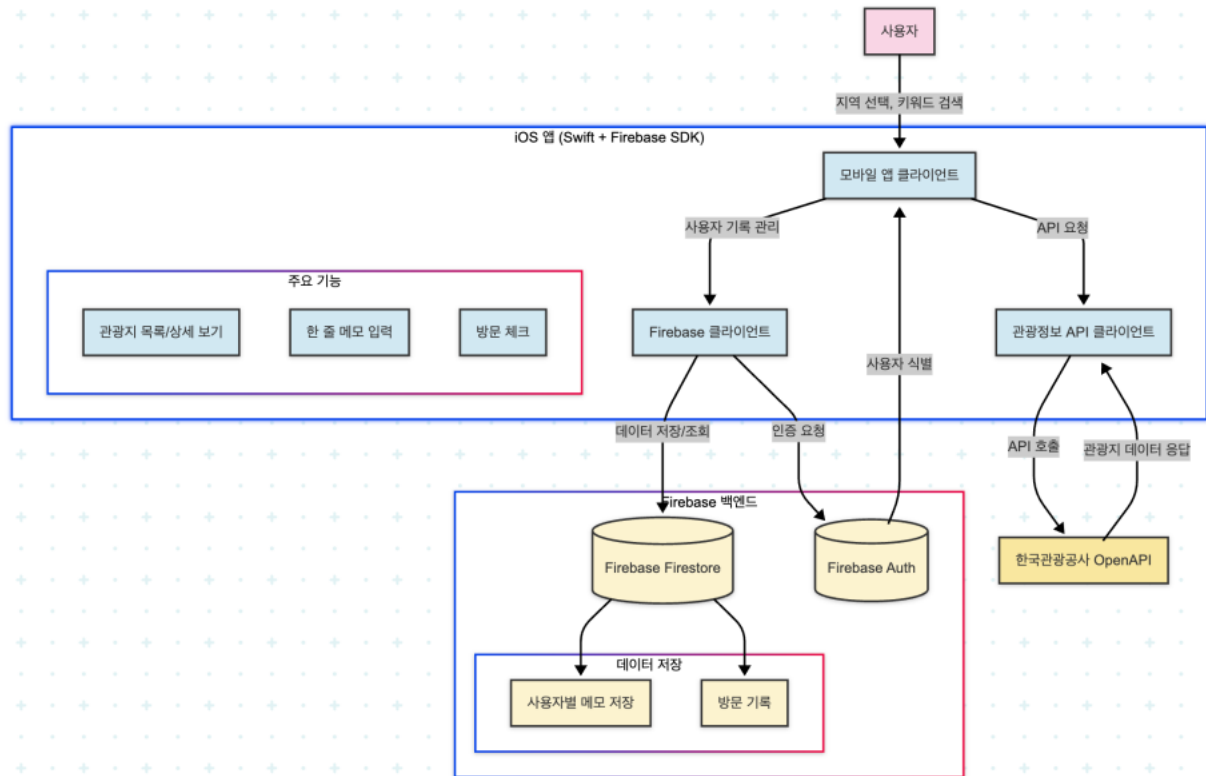 사용자
지역 선택, 키워드 검색
iOS 앱 (Swift + Firebase SDK)
모바일 앱 클라이언트
사용자 기록 관리
API 요청
주요 기능
관광지 목록/상세 보기
한 줄 메모 입력
방문 체크
Firebase 클라이언트
관광정보 API 클라이언트
사용자 식별
데이터 저장/조회
인증 요청
API 호출
관광지 데이터 응답
Firebase 백엔드
Firebase Firestore
Firebase Auth
한국관광공사 OpenAPI
데이터 저장
사용자별 메모 저장
방문 기록